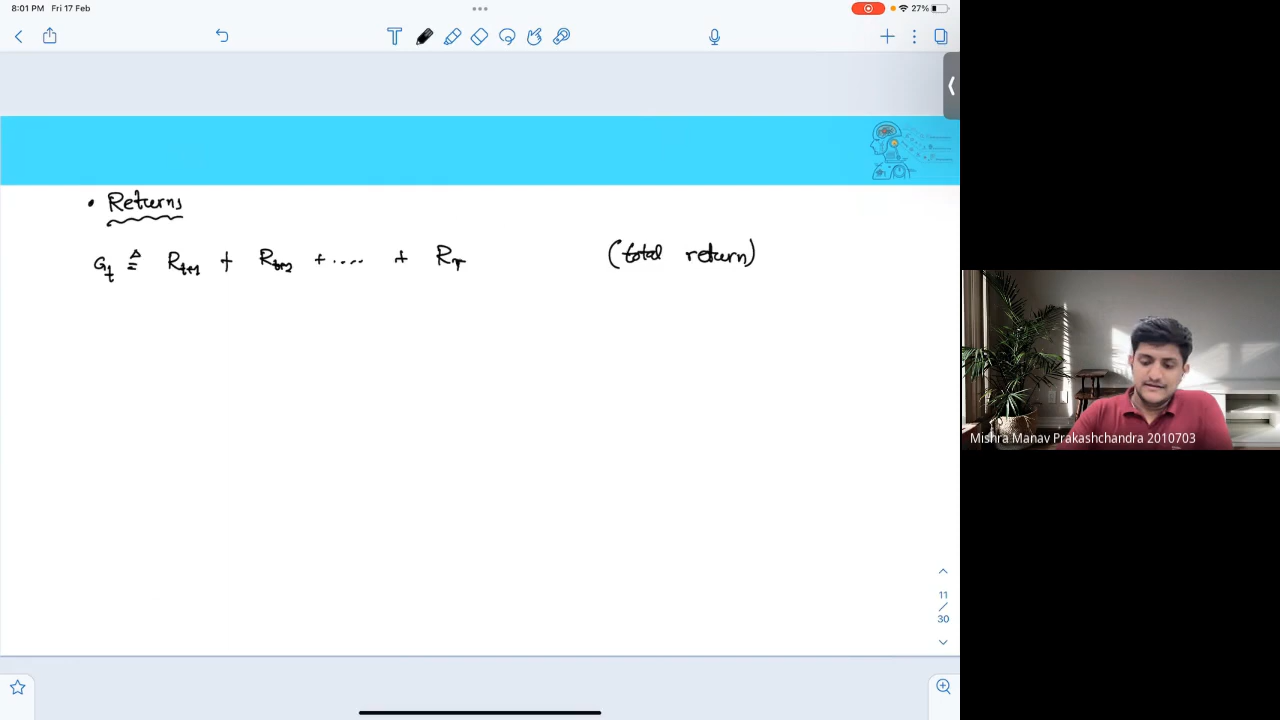 8:01 PM Fri 17 Feb
27%
• Returns
G_t ≜ R_{t+1} + R_{t+2} + .... + R_T (total return)
11
/
30
Mishra Manav Prakashchandra 2010703